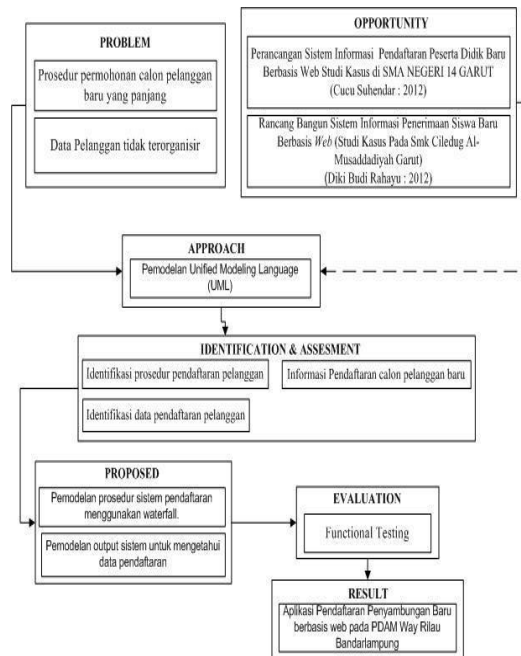 PROBLEM
Prosedur permohonan calon pelanggan
baru yang panjang
Data Pelanggan tidak terorganisir
OPPORTUNITY
Perancangan Sistem Informasi Pendaftaran Peserta Didik Baru
Berbasis Web Studi Kasus di SMA NEGERI 14 GARUT
(Cucu Suhendar : 2012)
Rancang Bangun Sistem Informasi Penerimaan Siswa Baru
Berbasis Web (Studi Kasus Pada Smk Ciledug Al-
Musaddadiyah Garut)
(Diki Budi Rahayu : 2012)
APPROACH
Pemodelan Unified Modeling Language
(UML)
IDENTIFICATION & ASSESMENT
Identifikasi prosedur pendaftaran pelanggan
Informasi Pendaftaran calon pelanggan baru
Identifikasi data pendaftaran pelanggan
PROPOSED
Pemodelan prosedur sistem pendaftaran
menggunakan waterfall.
Pemodelan output sistem untuk mengetahui
data pendaftaran
EVALUATION
Functional Testing
RESULT
Aplikasi Pendaftaran Penyambungan Baru
berbasis web pada PDAM Way Rilau
Bandarlampung